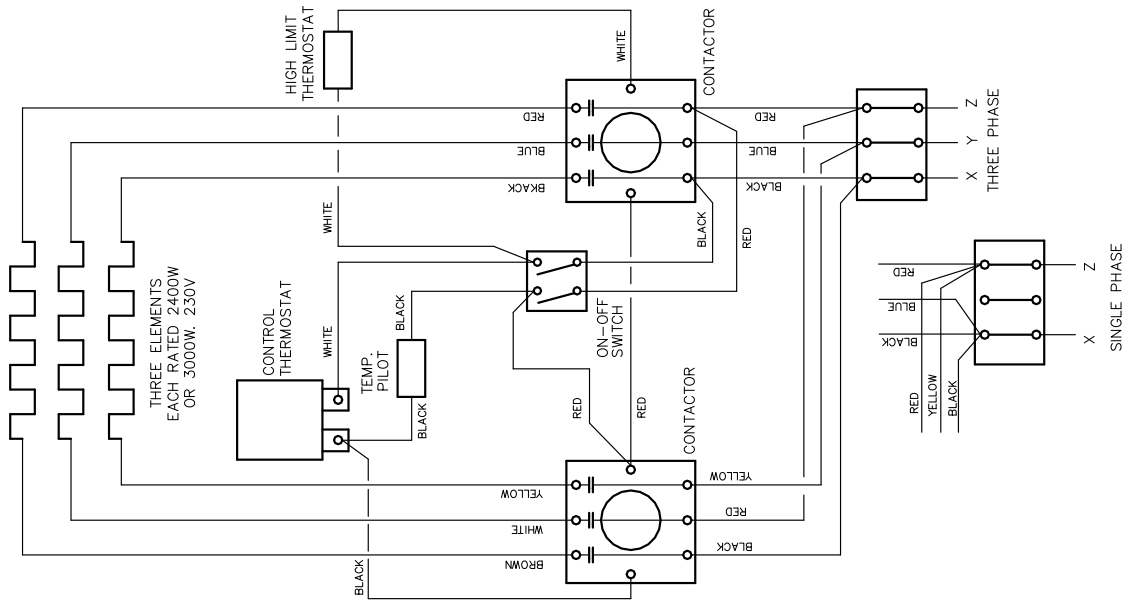 HIGH LIMIT
THERMOSTAT
WHITE
CONTACTOR
RED
BLUE
BKACK
RED
BLUE
BLACK
Z
Y
X
THREE PHASE
WHITE
BLACK
RED
THREE ELEMENTS
EACH RATED 2400W
OR 3000W. 230V
CONTROL
THERMOSTAT
WHITE
TEMP.
PILOT
BLACK
BLACK
ON-OFF
SWITCH
RED
RED
RED
BLUE
BLACK
Z
X
SINGLE PHASE
RED
YELLOW
BLACK
CONTACTOR
YELLOW
WHITE
BROWN
YELLOW
RED
BLACK
BLACK